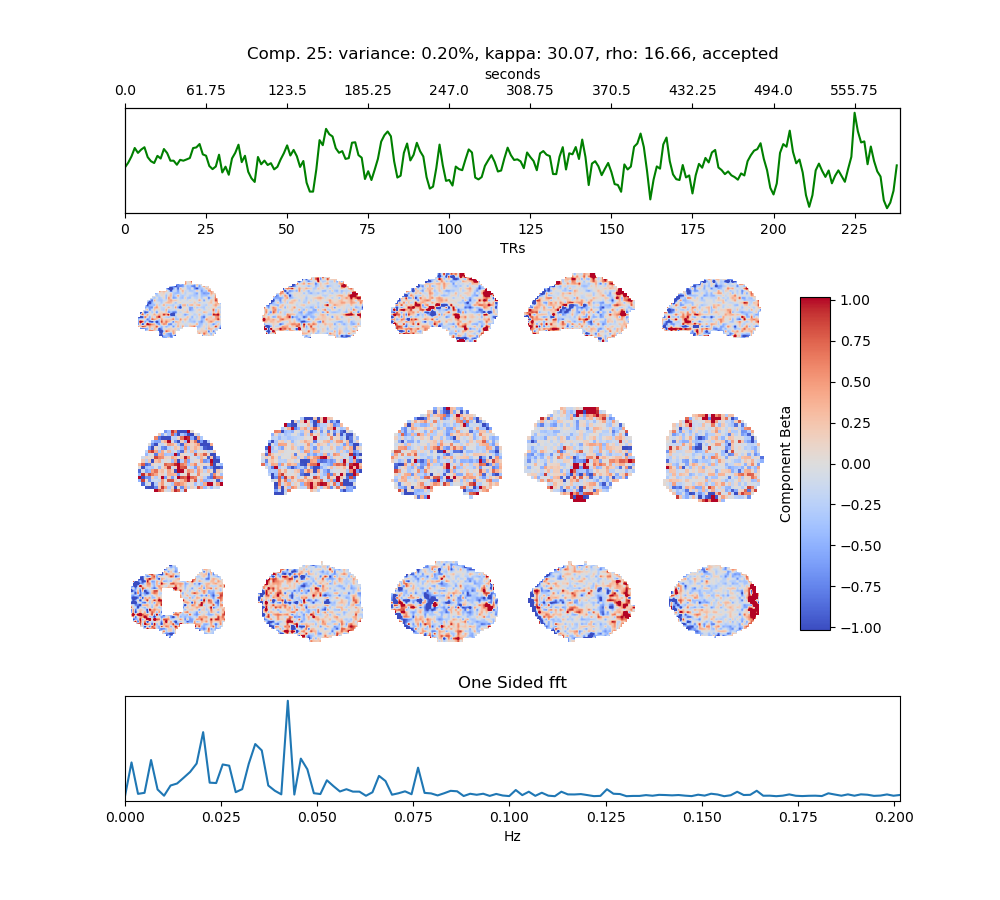 Comp. 25: variance: 0.20%, kappa: 30.07, rho: 16.66, accepted
seconds
0.0 61.75 123.5 185.25 247.0 308.75 370.5 432.25 494.0 555.75
0 25 50 75 100 125 150 175 200 225
TRs
1.00
0.75
0.50
0.25
0.00
−0.25
−0.50
−0.75
−1.00
Component Beta
One Sided fft
0.000 0.025 0.050 0.075 0.100 0.125 0.150 0.175 0.200
Hz